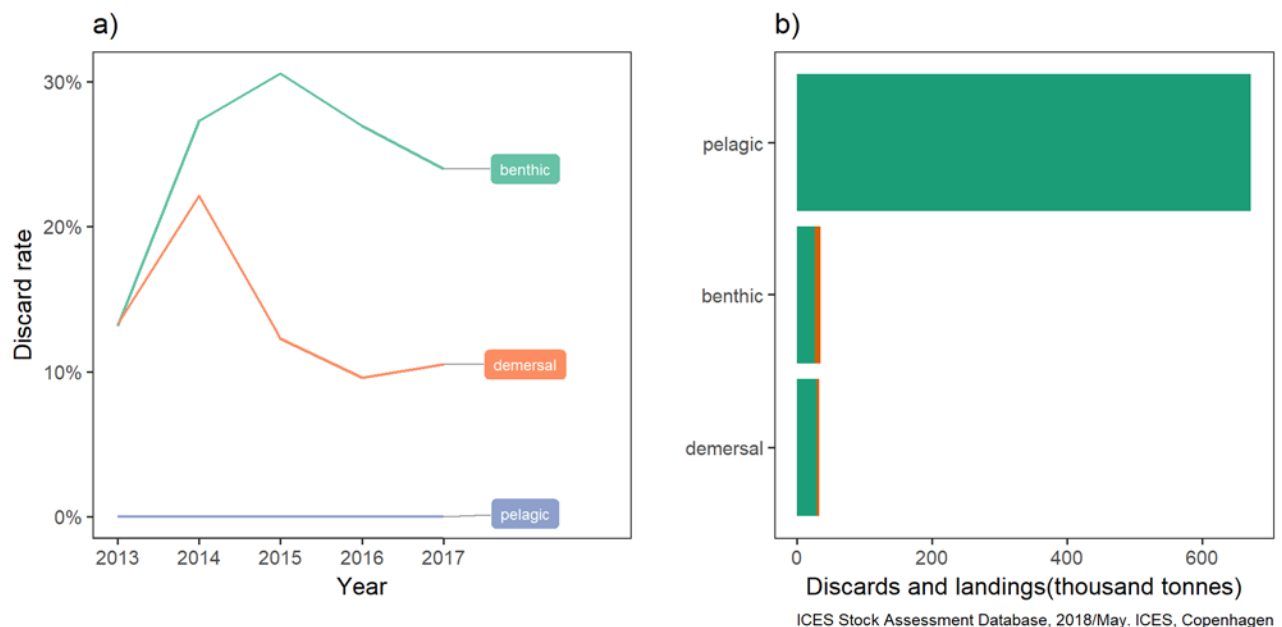 a)
Discard rate
30%
20%
10%
0%
benthic
demersal
pelagic
2013 2014 2015 2016 2017
Year
b)
pelagic
benthic
demersal
0 200 400 600
Discards and landings(thousand tonnes)
ICES Stock Assessment Database, 2018/May. ICES, Copenhagen